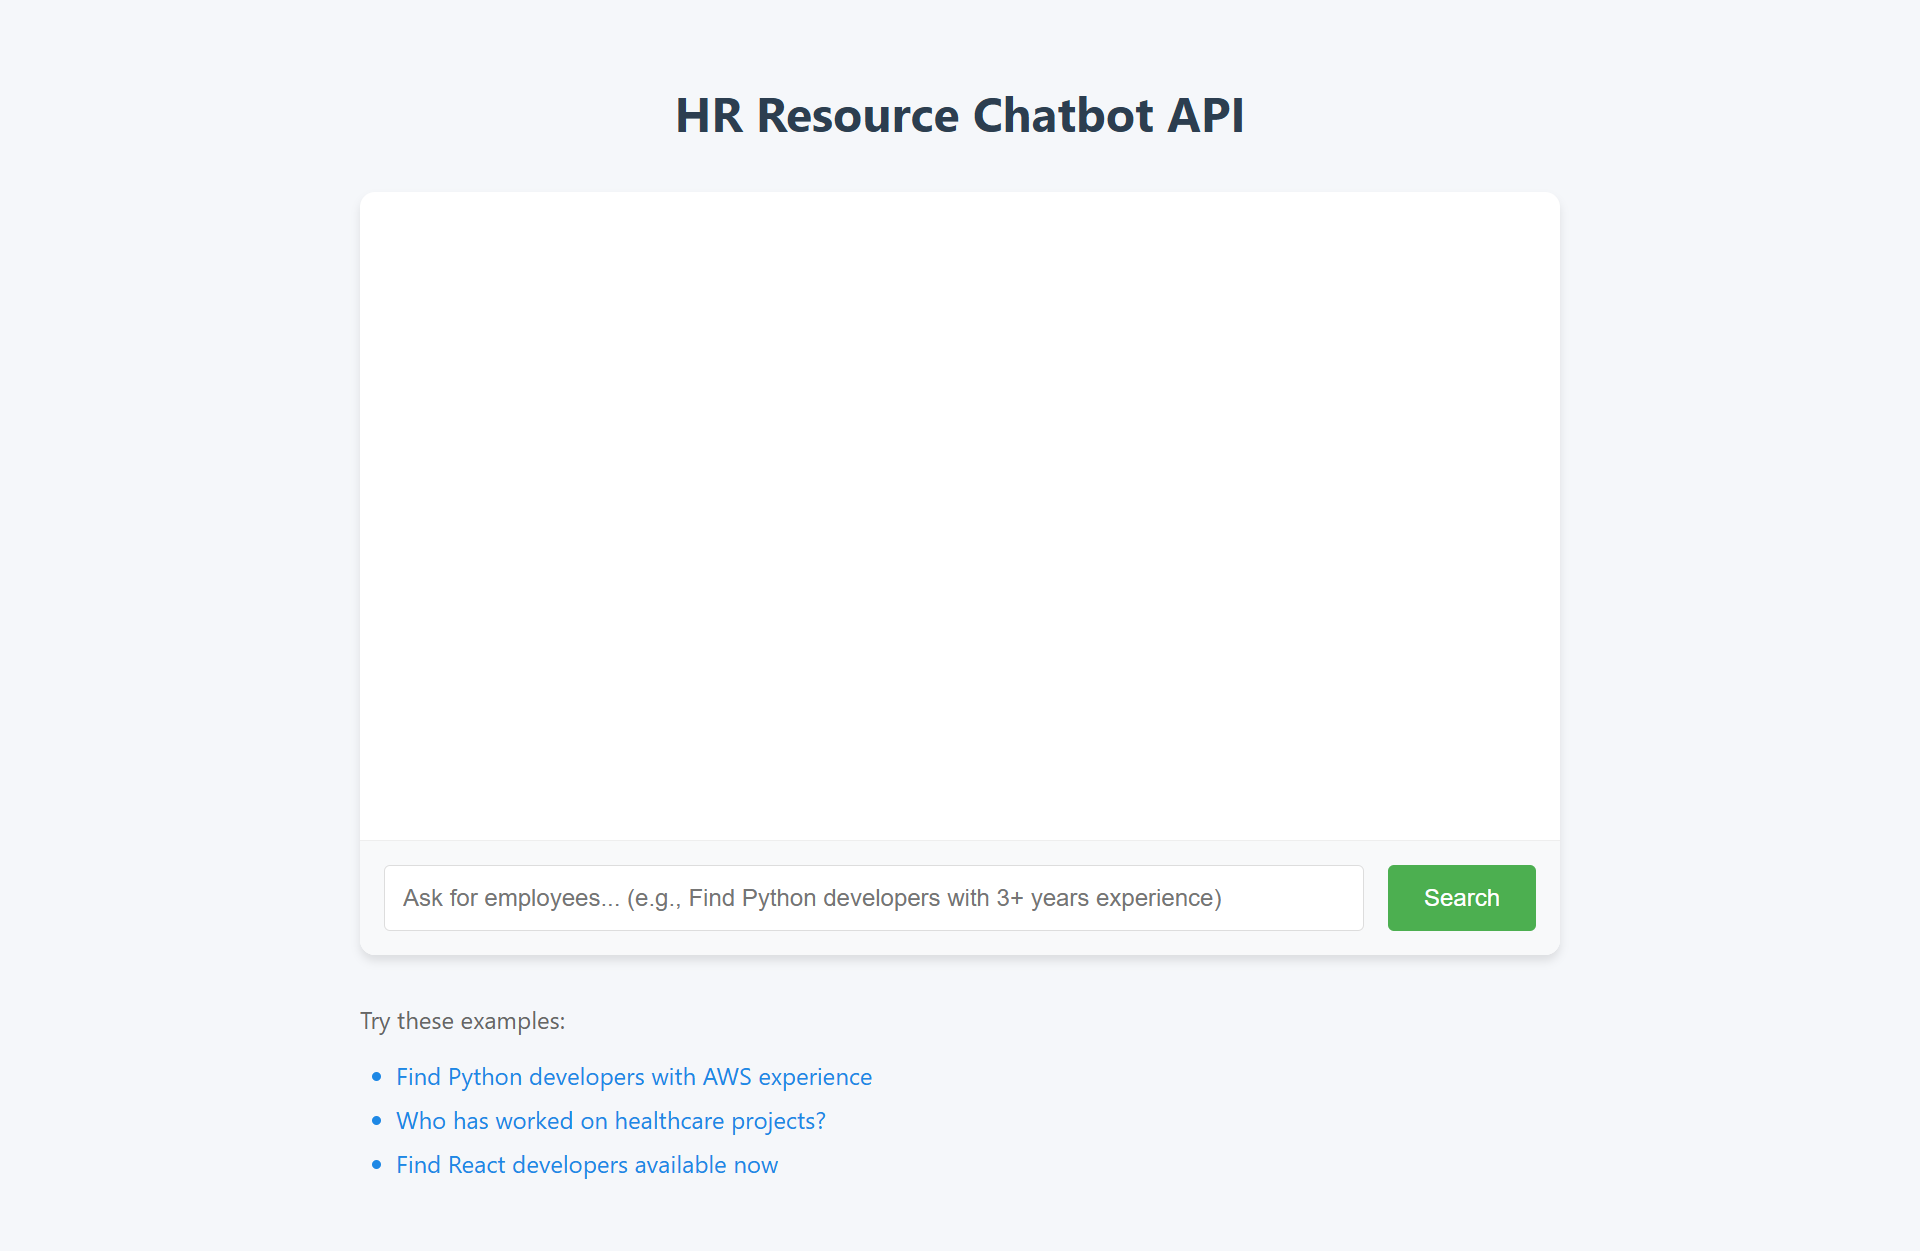 HR Resource Chatbot API
Ask for employees... (e.g., Find Python developers with 3+ years experience)
Search
Try these examples:
Find Python developers with AWS experience
Who has worked on healthcare projects?
Find React developers available now